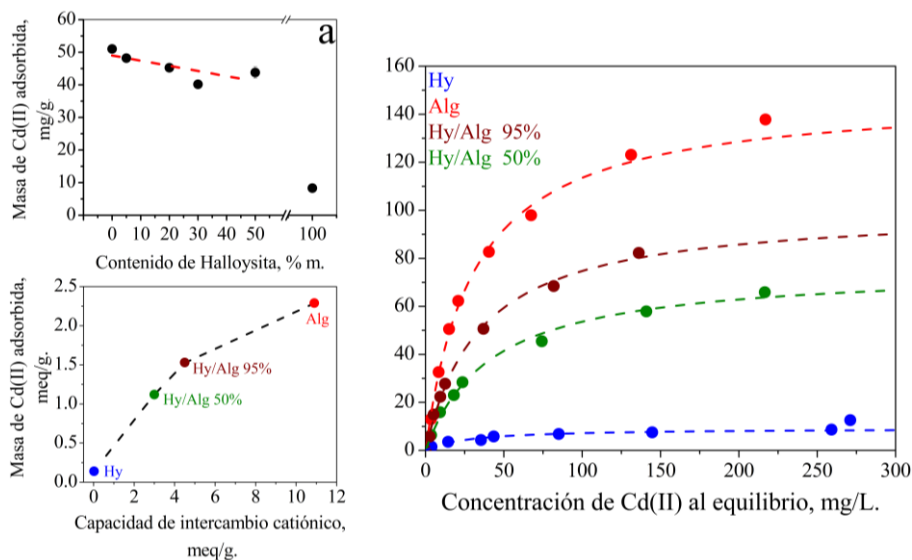 a
60
50
40
30
20
10
0
Masa de Cd(II) adsorbida,
mg/g.
0 10 20 30 40 50 100
Contenido de Halloysita, % m.
2.5
2.0
1.5
1.0
0.5
0.0
Masa de Cd(II) adsorbida,
meq/g.
Alg
Hy/Alg 95%
Hy/Alg 50%
Hy
0 2 4 6 8 10 12
Capacidad de intercambio catiónico,
meq/g.
160
140
120
100
80
60
40
20
0
Hy
Alg
Hy/Alg 95%
Hy/Alg 50%
0 50 100 150 200 250 300
Concentración de Cd(II) al equilibrio, mg/L.